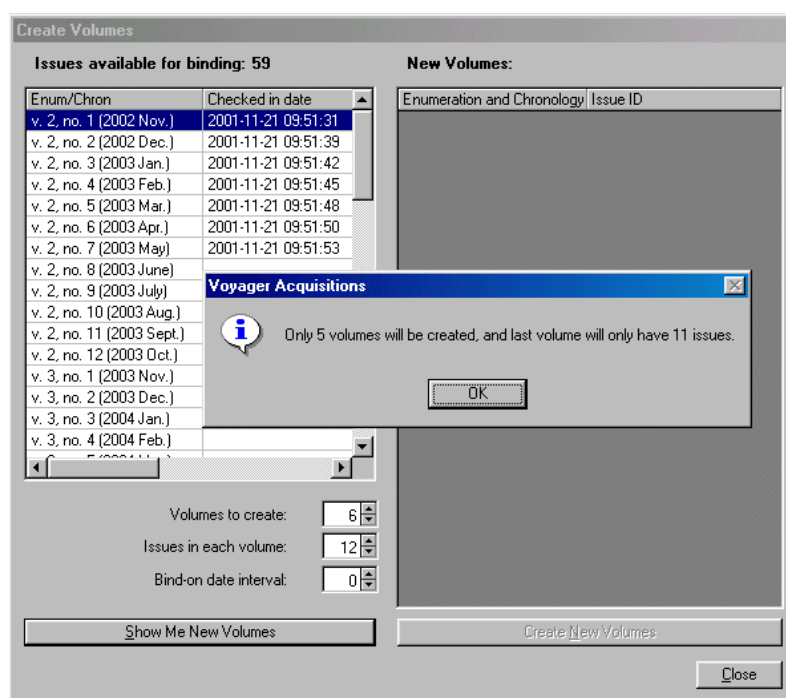 Create Volumes
Issues available for binding: 59
New Volumes:
Enum/Chron Checked in date
Enumeration and Chronology Issue ID
v. 2, no. 1 (2002 Nov.) 2001-11-21 09:51:31
v. 2, no. 2 (2002 Dec.) 2001-11-21 09:51:39
v. 2, no. 3 (2003 Jan.) 2001-11-21 09:51:42
v. 2, no. 4 (2003 Feb.) 2001-11-21 09:51:45
v. 2, no. 5 (2003 Mar.) 2001-11-21 09:51:48
v. 2, no. 6 (2003 Apr.) 2001-11-21 09:51:50
v. 2, no. 7 (2003 May) 2001-11-21 09:51:53
v. 2, no. 8 (2003 June)
v. 2, no. 9 (2003 July)
v. 2, no. 10 (2003 Aug.)
v. 2, no. 11 (2003 Sept.)
v. 2, no. 12 (2003 Oct.)
v. 3, no. 1 (2003 Nov.)
v. 3, no. 2 (2003 Dec.)
v. 3, no. 3 (2004 Jan.)
v. 3, no. 4 (2004 Feb.)
Voyager Acquisitions
Only 5 volumes will be created, and last volume will only have 11 issues.
OK
Volumes to create: 6
Issues in each volume: 12
Bind-on date interval: 0
Show Me New Volumes
Create New Volumes
Close